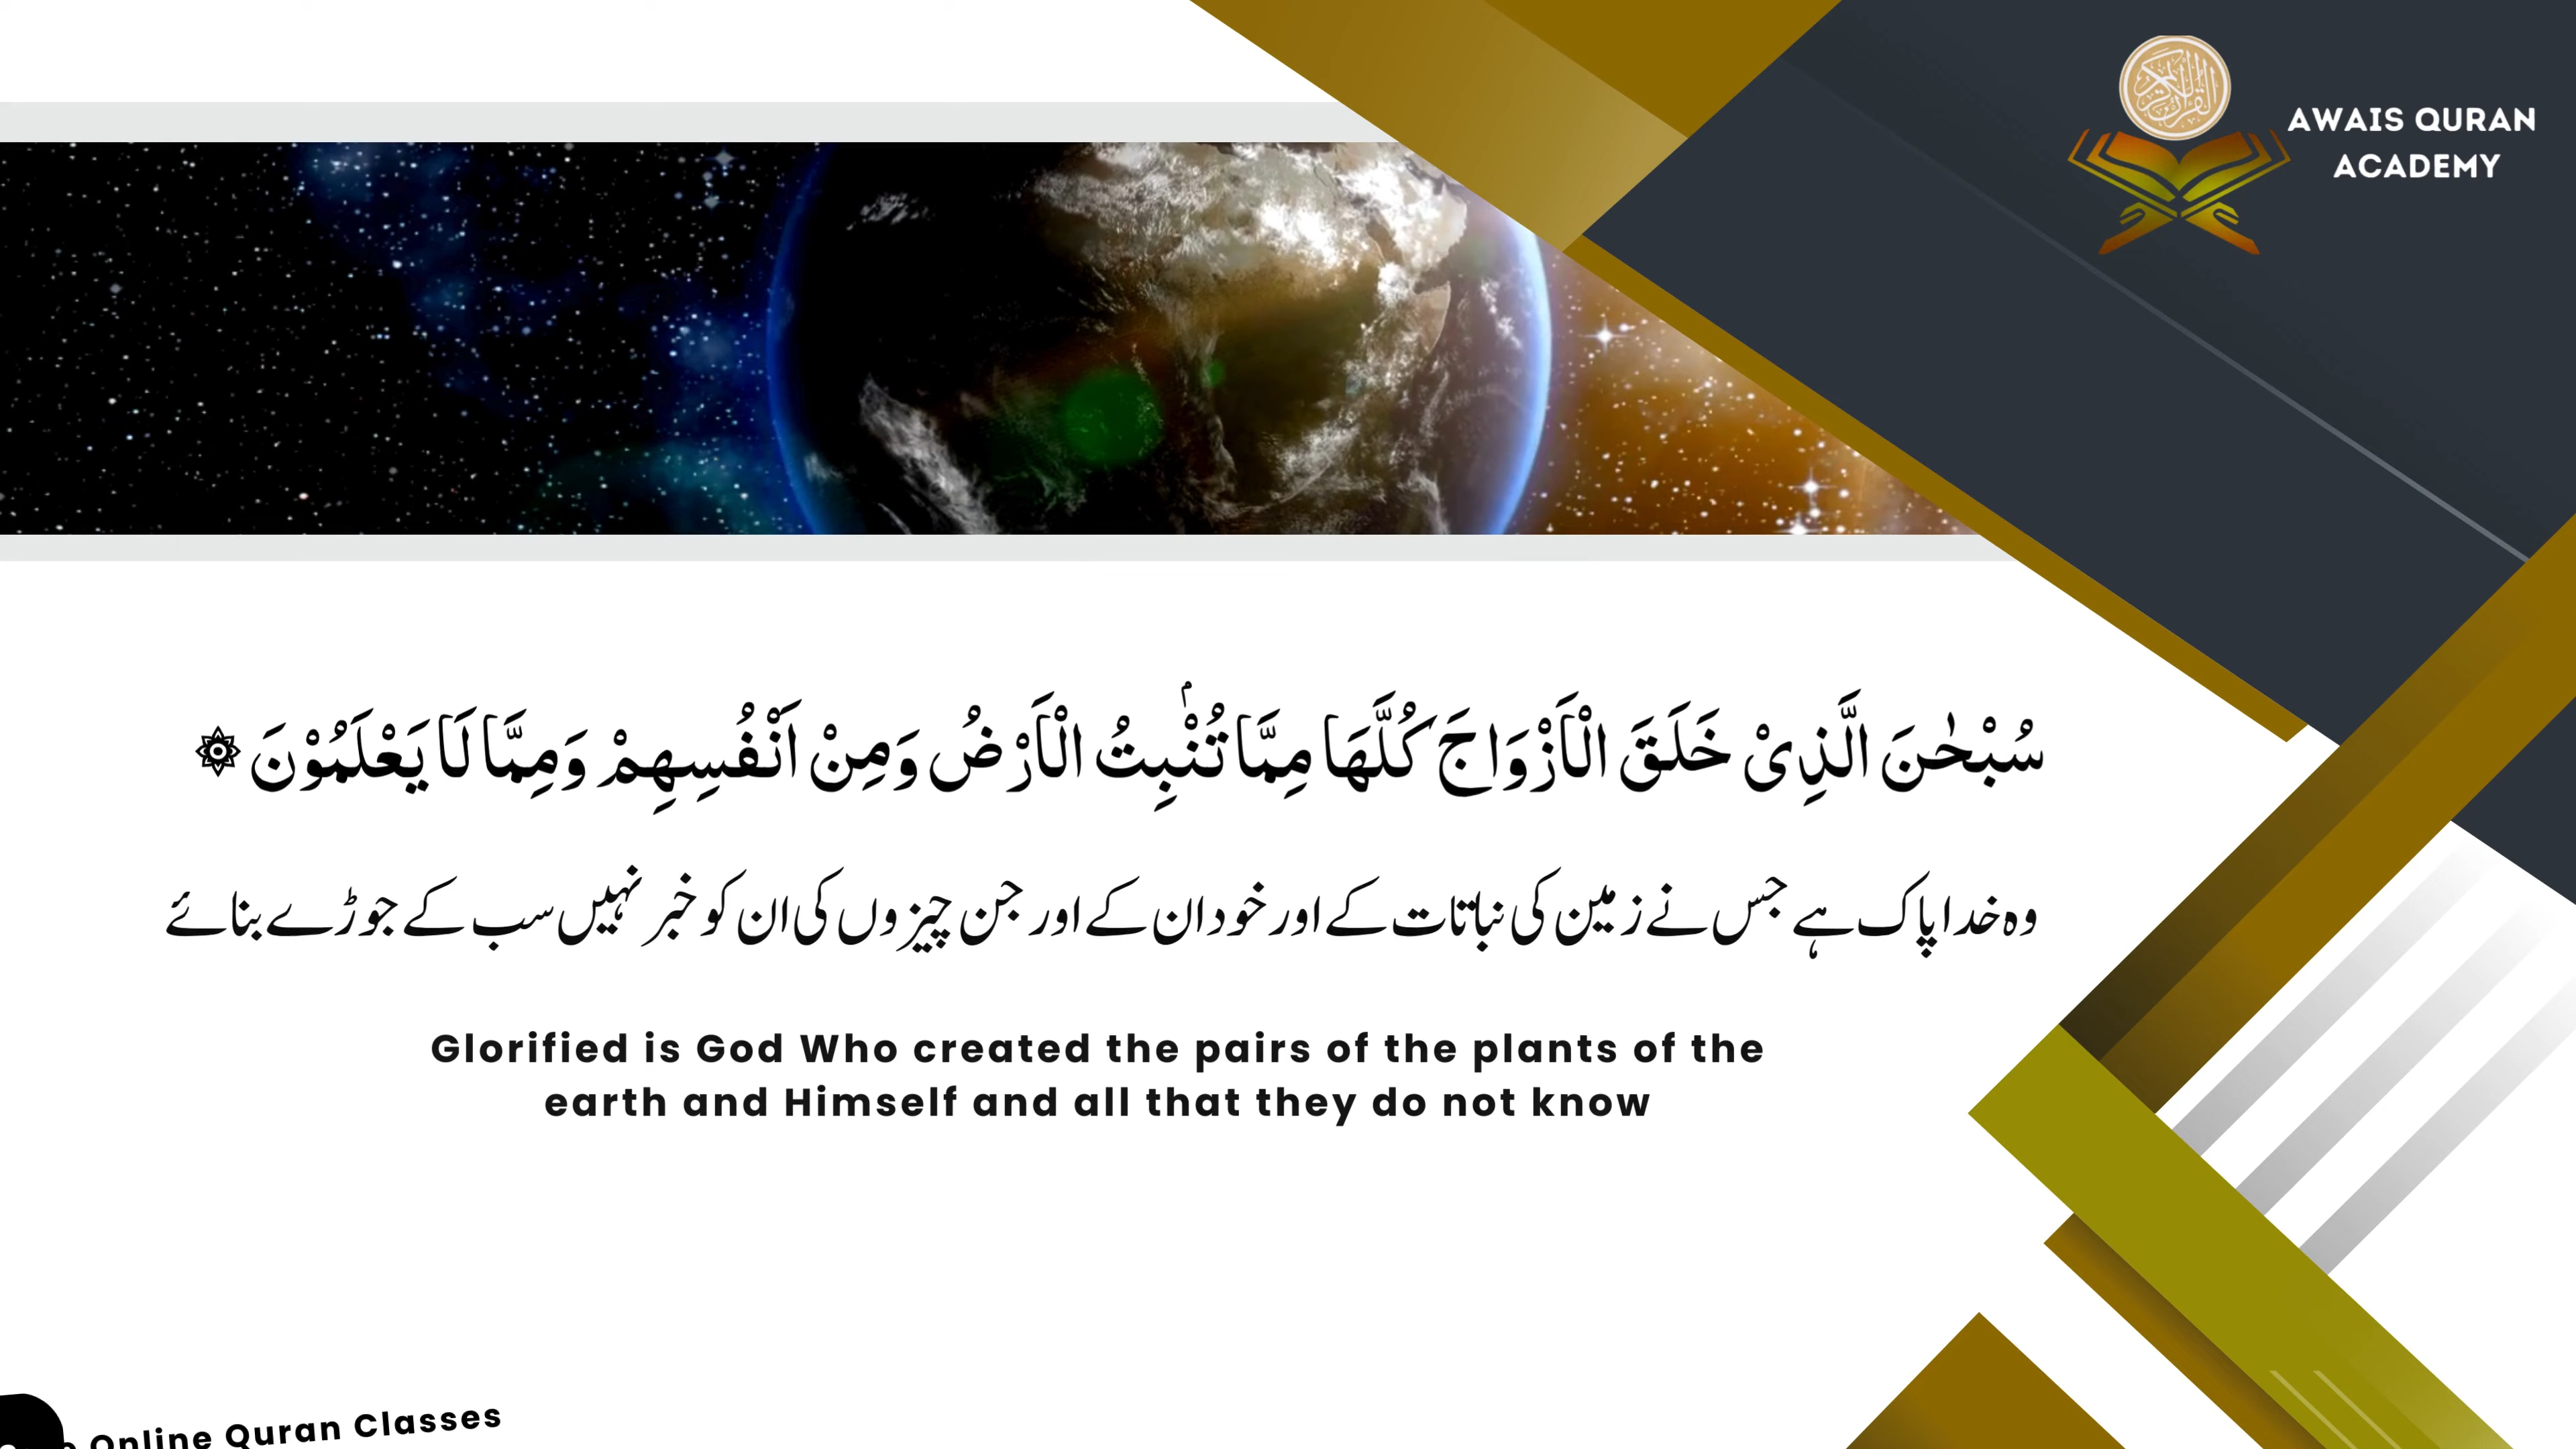 AWAIS QURAN
ACADEMY
سُبْحٰنَ الَّذِیْ خَلَقَ الْاَزْوَاجَ كُلَّهَا مِمَّا تُنْۢبِتُ الْاَرْضُ وَمِنْ اَنْفُسِهِمْ وَمِمَّا لَا یَعْلَمُوْنَ ۞
وہ خدا پاک ہے جس نے زمین کی نباتات کے اور خود ان کے اور جن چیزوں کی ان کو خبر نہیں سب کے جوڑے بنائے
Glorified is God Who created the pairs of the plants of the
earth and Himself and all that they do not know
Online Quran Classes